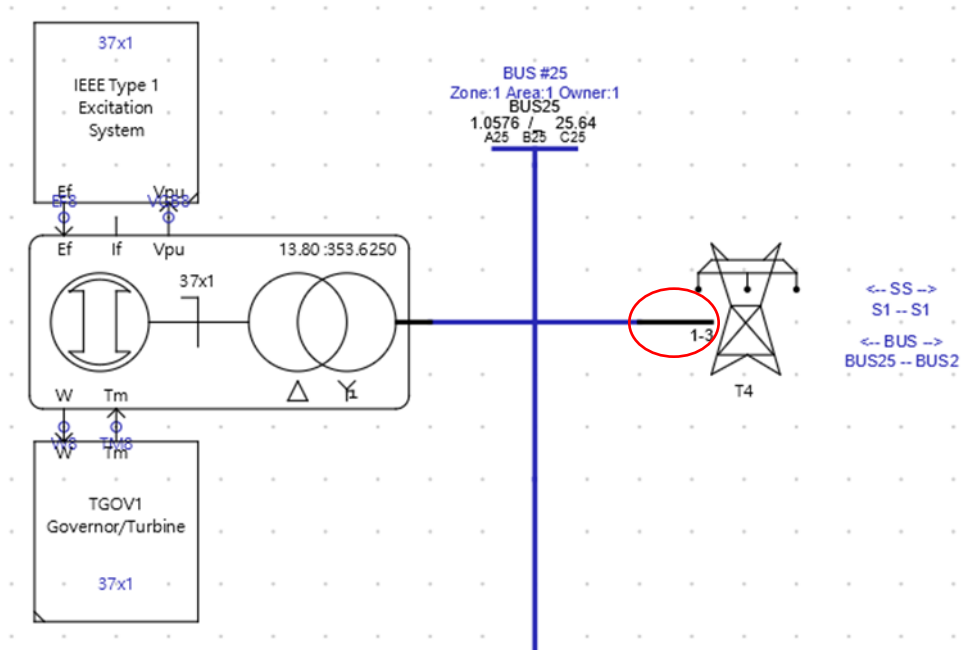 37x1
IEEE Type 1
Excitation
System
Ef
Vpu
Ef
If
Vpu
13.80 :353.6250
37x1
Y1
W
Tm
W
Tm
TGOV1
Governor/Turbine
37x1
BUS #25
Zone:1 Area:1 Owner:1
BUS25
1.0576 /_ 25.64
A25 B25 C25
1-3
T4
<-- SS -->
S1 -- S1
<-- BUS -->
BUS25 -- BUS2